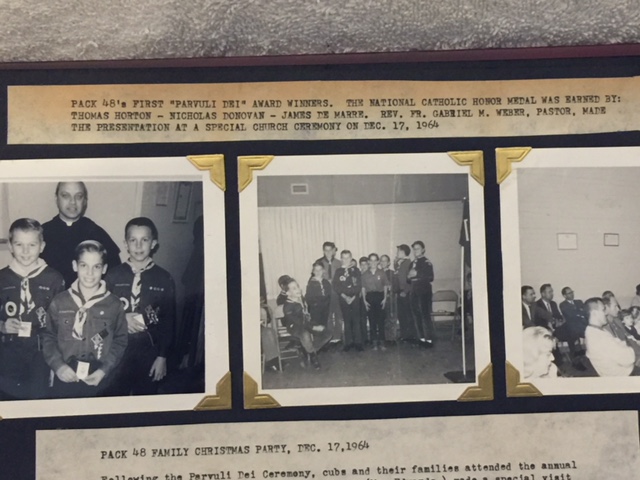 PACK 48's FIRST "PARVULI DEI" AWARD WINNERS. THE NATIONAL CATHOLIC HONOR MEDAL WAS EARNED BY:
THOMAS HORTON - NICHOLAS DONOVAN - JAMES DE MARRE. REV. FR. GABRIEL M. WEBER, PASTOR, MADE
THE PRESENTATION AT A SPECIAL CHURCH CEREMONY ON DEC. 17, 1964
PACK 48 FAMILY CHRISTMAS PARTY, DEC. 17,1964
Following the Parvuli Dei Ceremony, cubs and their families attended the annual
made a special visit